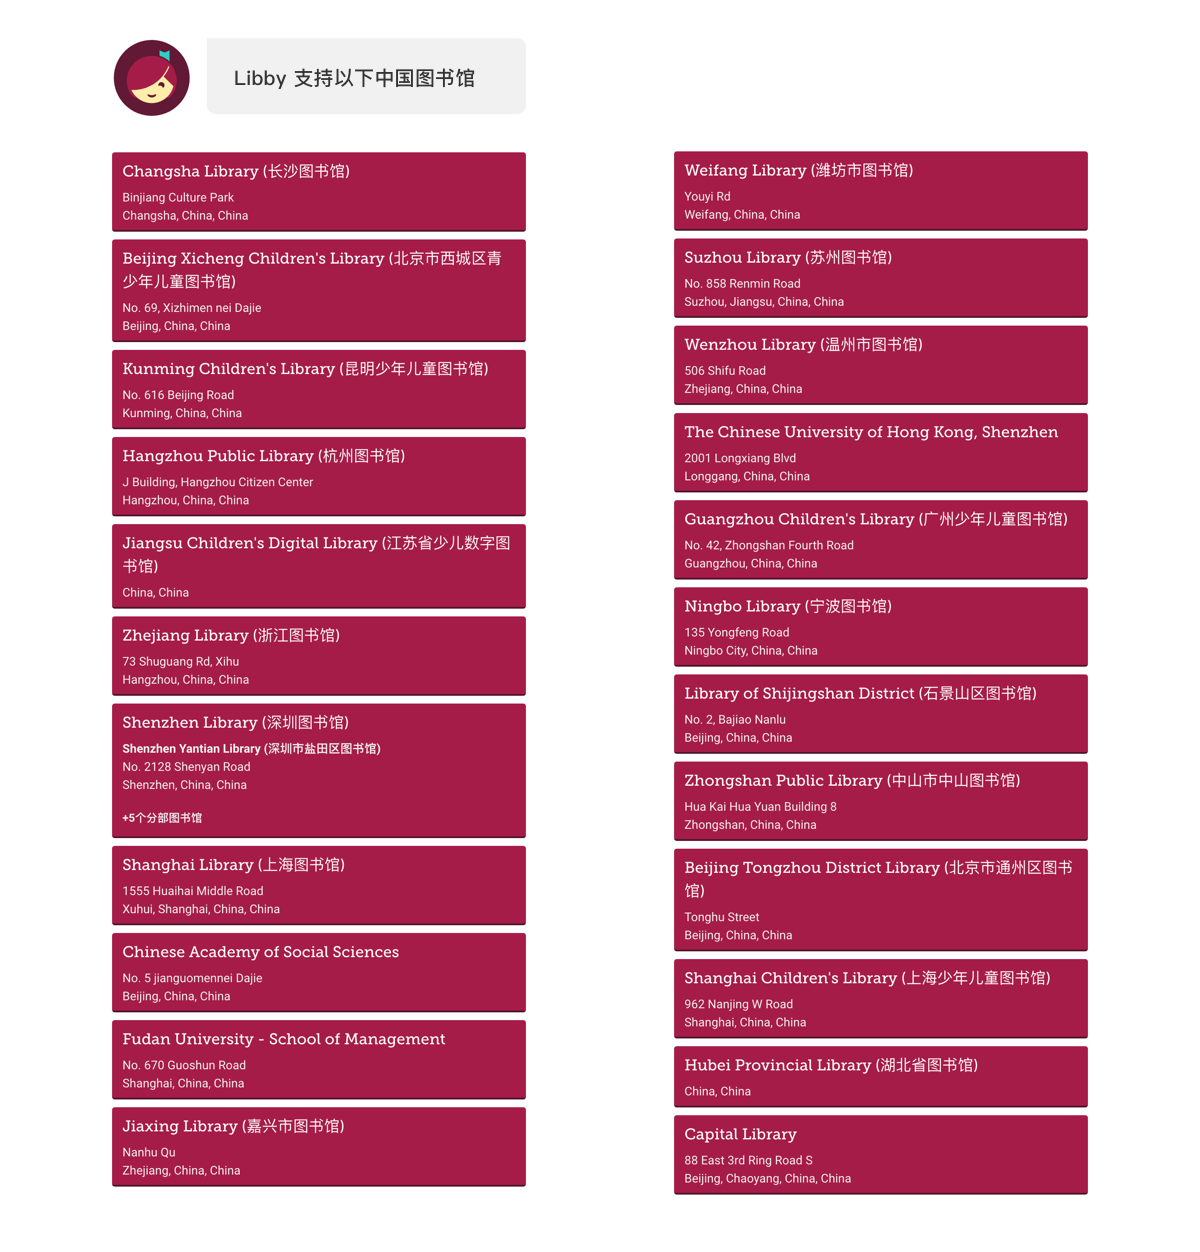 Libby 支持以下中国图书馆
Changsha Library (长沙图书馆)
Binjiang Culture Park
Changsha, China, China
Beijing Xicheng Children's Library (北京市西城区青
少年儿童图书馆)
No. 69, Xizhimen nei Dajie
Beijing, China, China
Kunming Children's Library (昆明少年儿童图书馆)
No. 616 Beijing Road
Kunming, China, China
Hangzhou Public Library (杭州图书馆)
J Building, Hangzhou Citizen Center
Hangzhou, China, China
Jiangsu Children's Digital Library (江苏省少儿数字图
书馆)
China, China
Zhejiang Library (浙江图书馆)
73 Shuguang Rd, Xihu
Hangzhou, China, China
Shenzhen Library (深圳图书馆)
Shenzhen Yantian Library (深圳市盐田区图书馆)
No. 2128 Shenyan Road
Shenzhen, China, China
+5个分部图书馆
Shanghai Library (上海图书馆)
1555 Huaihai Middle Road
Xuhui, Shanghai, China, China
Chinese Academy of Social Sciences
No. 5 jianguomennei Dajie
Beijing, China, China
Fudan University - School of Management
No. 670 Guoshun Road
Shanghai, China, China
Jiaxing Library (嘉兴市图书馆)
Nanhu Qu
Zhejiang, China, China
Weifang Library (潍坊市图书馆)
Youyi Rd
Weifang, China, China
Suzhou Library (苏州图书馆)
No. 858 Renmin Road
Suzhou, Jiangsu, China, China
Wenzhou Library (温州市图书馆)
506 Shifu Road
Zhejiang, China, China
The Chinese University of Hong Kong, Shenzhen
2001 Longxiang Blvd
Longgang, China, China
Guangzhou Children's Library (广州少年儿童图书馆)
No. 42, Zhongshan Fourth Road
Guangzhou, China, China
Ningbo Library (宁波图书馆)
135 Yongfeng Road
Ningbo City, China, China
Library of Shijingshan District (石景山区图书馆)
No. 2, Bajiao Nanlu
Beijing, China, China
Zhongshan Public Library (中山市中山图书馆)
Hua Kai Hua Yuan Building 8
Zhongshan, China, China
Beijing Tongzhou District Library (北京市通州区图书
馆)
Tonghu Street
Beijing, China, China
Shanghai Children's Library (上海少年儿童图书馆)
962 Nanjing W Road
Shanghai, China, China
Hubei Provincial Library (湖北省图书馆)
China, China
Capital Library
88 East 3rd Ring Road S
Beijing, Chaoyang, China, China